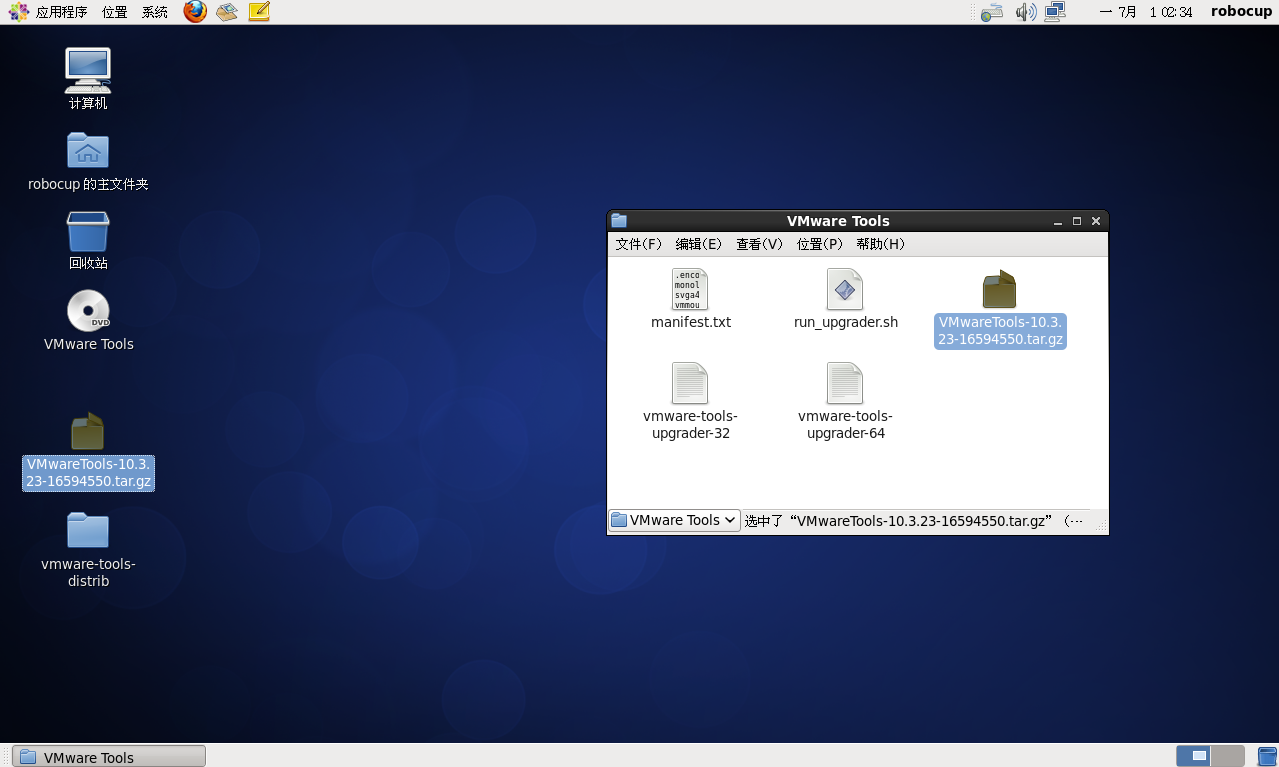 应用程序 位置 系统
一 7月 1 02:34 robocup
计算机
robocup 的主文件夹
回收站
DVD
VMware Tools
VMwareTools-10.3.
23-16594550.tar.gz
vmware-tools-
distrib
VMware Tools
文件(F) 编辑(E) 查看(V) 位置(P) 帮助(H)
.enco
monol
svga4
vmmou
manifest.txt
run_upgrader.sh
VMwareTools-10.3.
23-16594550.tar.gz
vmware-tools-
upgrader-32
vmware-tools-
upgrader-64
VMware Tools
选中了“VMwareTools-10.3.23-16594550.tar.gz” (…
VMware Tools